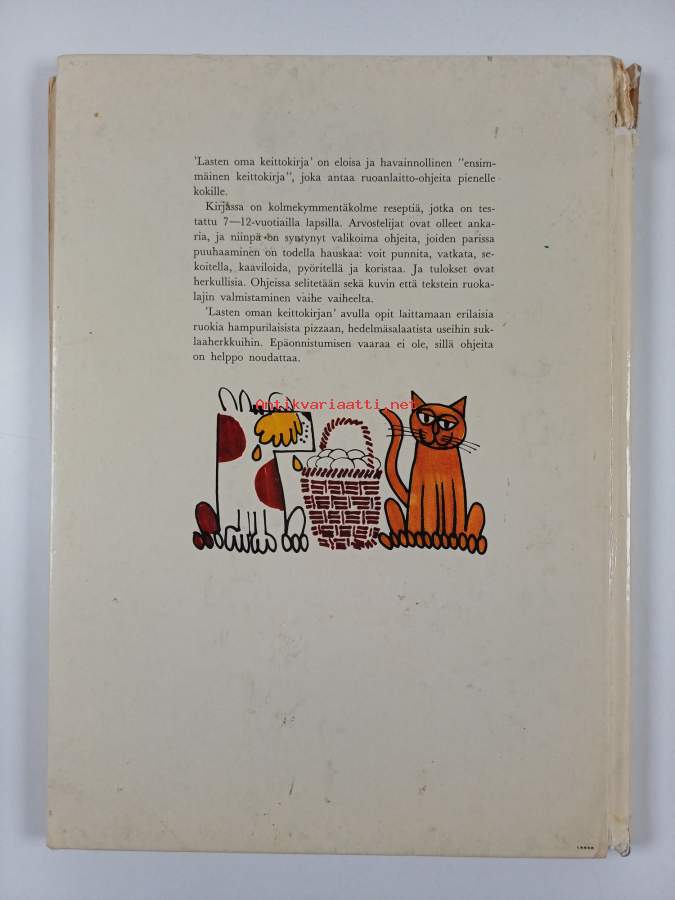 'Lasten oma keittokirja' on eloisa ja havainnollinen "ensim-
mäinen keittokirja", joka antaa ruoanlaitto-ohjeita pienelle
kokille.
Kirjassa on kolmekymmentäkolme reseptiä, jotka on tes-
tattu 7—12-vuotiailla lapsilla. Arvostelijat ovat olleet anka-
ria, ja niinpä on syntynyt valikoima ohjeita, joiden parissa
puuhaaminen on todella hauskaa: voit punnita, vatkata, se-
koitella, kaaviloida, pyöritellä ja koristaa. Ja tulokset ovat
herkullisia. Ohjeissa selitetään sekä kuvin että tekstein ruoka-
lajin valmistaminen vaihe vaiheelta.
'Lasten oman keittokirjan' avulla opit laittamaan erilaisia
ruokia hampurilaisista pizzaan, hedelmäsalaatista useihin suk-
laaherkkuihin. Epäonnistumisen vaaraa ei ole, sillä ohjeita
on helppo noudattaa.
Antikvariaatti.net